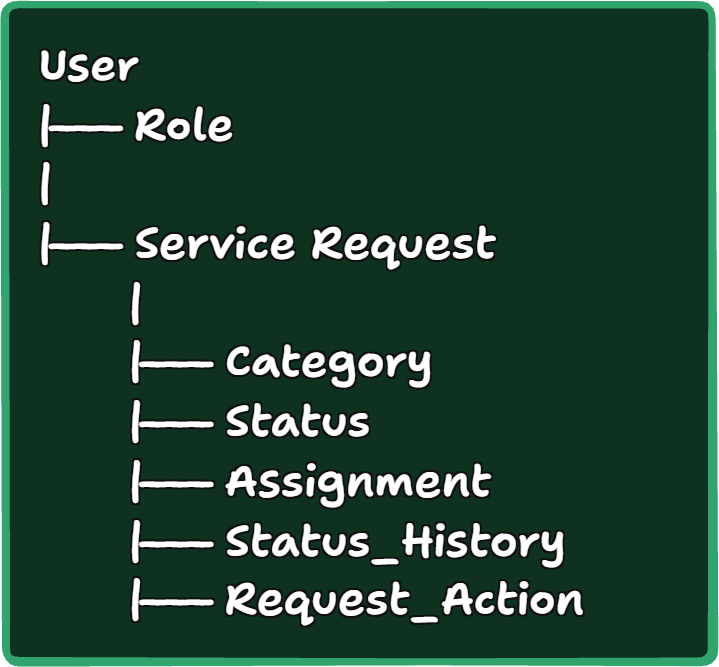 User
├── Role
|
├── Service Request
    |
    ├── Category
    ├── Status
    ├── Assignment
    ├── Status_History
    ├── Request_Action